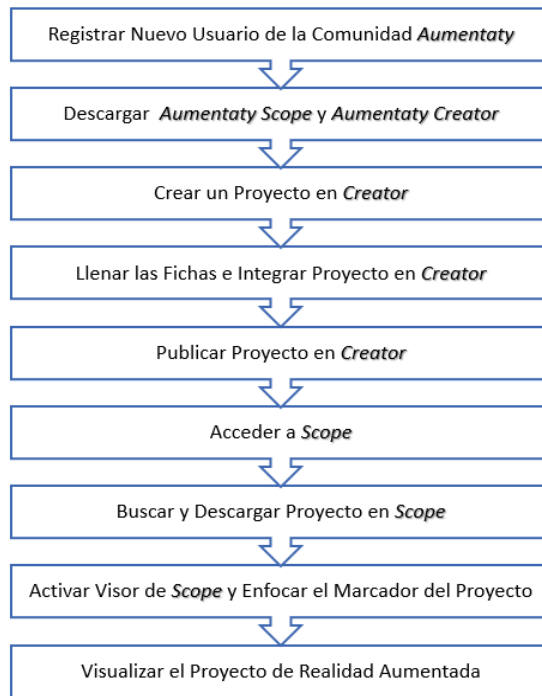 Registrar Nuevo Usuario de la Comunidad Aumentaty
Descargar Aumentaty Scope y Aumentaty Creator
Crear un Proyecto en Creator
Llenar las Fichas e Integrar Proyecto en Creator
Publicar Proyecto en Creator
Acceder a Scope
Buscar y Descargar Proyecto en Scope
Activar Visor de Scope y Enfocar el Marcador del Proyecto
Visualizar el Proyecto de Realidad Aumentada